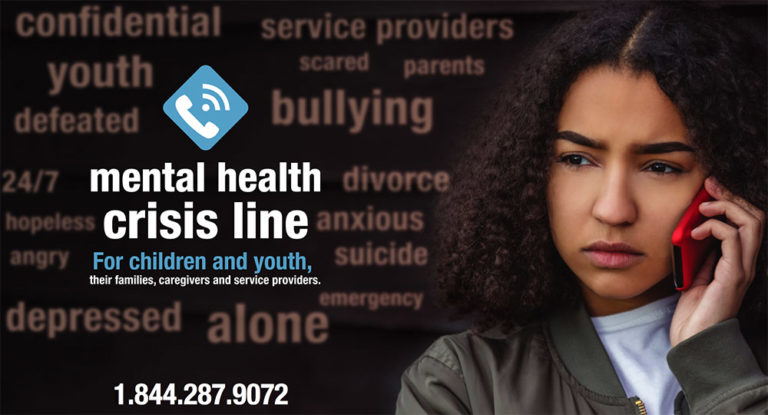 confidential
service providers
youth
scared
parents
defeated
bullying
24/7
mental health
divorce
hopeless
crisis line
anxious
angry
For children and youth,
suicide
their families, caregivers and service providers.
emergency
depressed
alone
1.844.287.9072